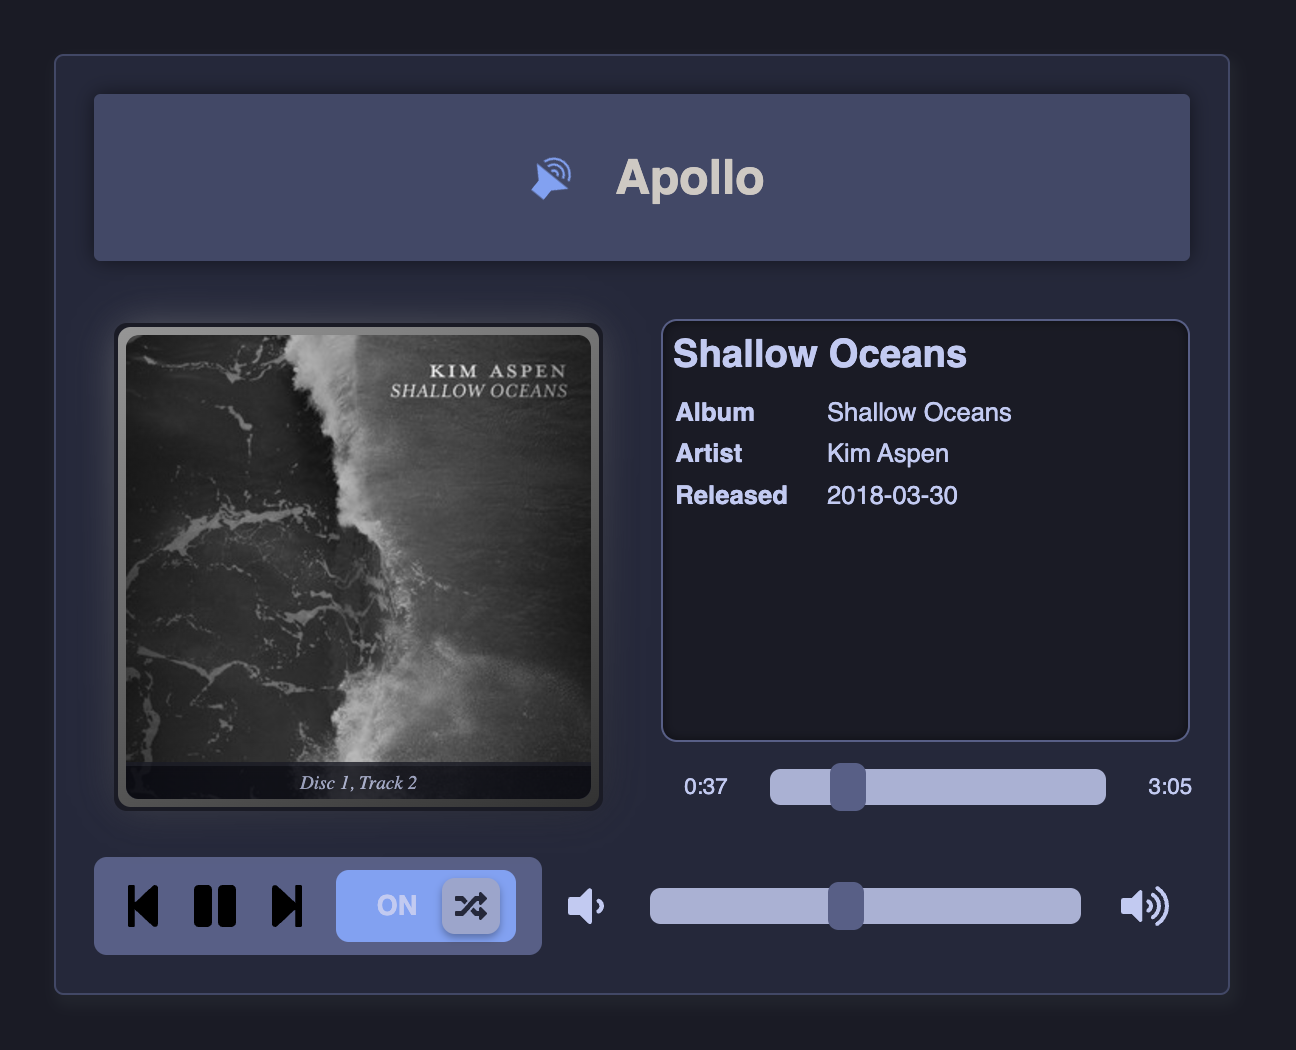 Apollo
KIM ASPEN
SHALLOW OCEANS
Disc 1, Track 2
Shallow Oceans
Album Shallow Oceans
Artist Kim Aspen
Released 2018-03-30
0:37 3:05
ON